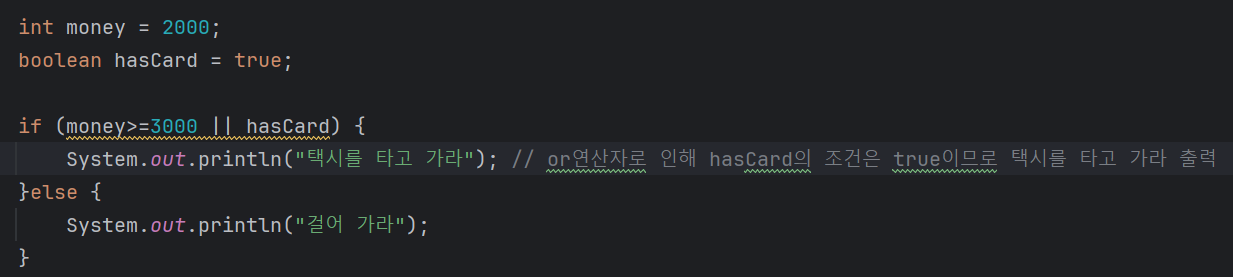 int money = 2000;
boolean hasCard = true;
if (money>=3000 || hasCard) {
System.out.println("택시를 타고 가라"); // or연산자로 인해 hasCard의 조건은 true이므로 택시를 타고 가라 출력
}else {
System.out.println("걸어 가라");
}